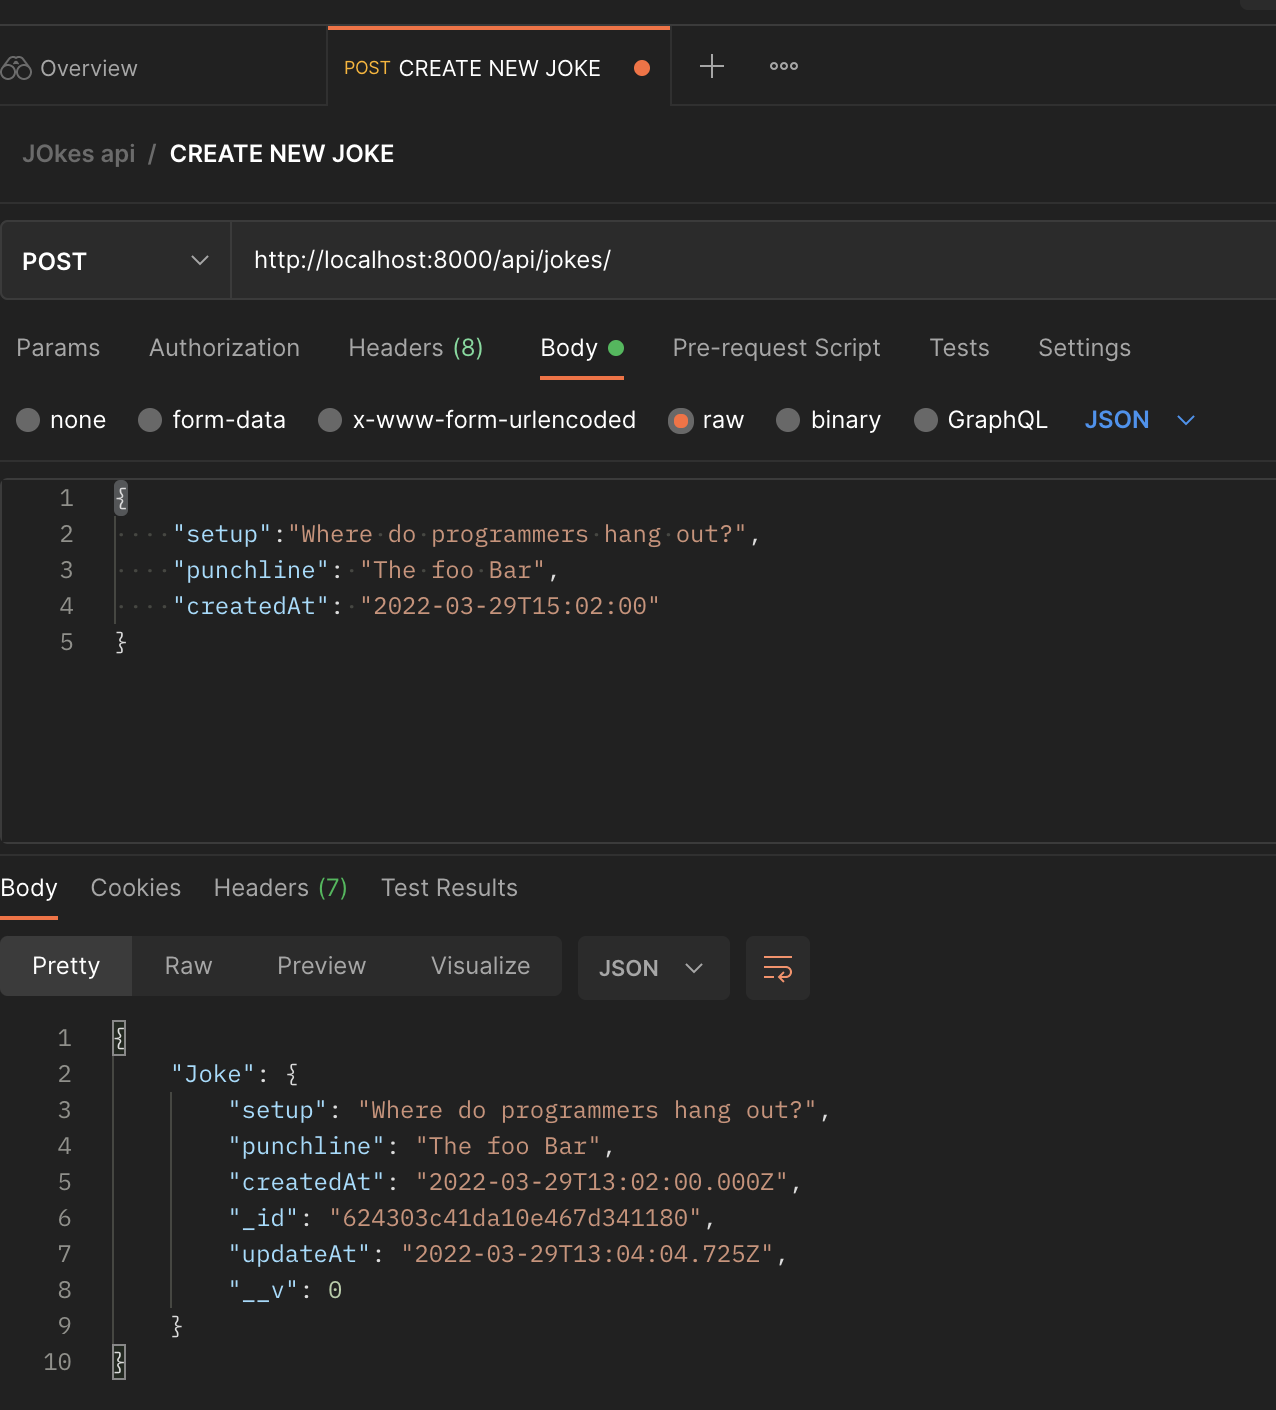 Overview
POST CREATE NEW JOKE
JOkes api / CREATE NEW JOKE
POST http://localhost:8000/api/jokes/
Params Authorization Headers (8) Body Pre-request Script Tests Settings
none form-data x-www-form-urlencoded raw binary GraphQL JSON
1 {
2 "setup":"Where do programmers hang out?",
3 "punchline": "The foo Bar",
4 "createdAt": "2022-03-29T15:02:00"
5 }
Body Cookies Headers (7) Test Results
Pretty Raw Preview Visualize JSON
1 {
2 "Joke": {
3 "setup": "Where do programmers hang out?",
4 "punchline": "The foo Bar",
5 "createdAt": "2022-03-29T13:02:00.000Z",
6 "_id": "624303c41da10e467d341180",
7 "updateAt": "2022-03-29T13:04:04.725Z",
8 "__v": 0
9 }
10 }